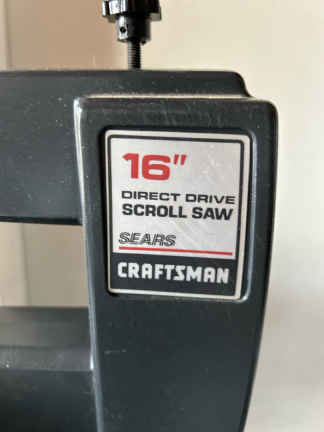 16"
DIRECT DRIVE
SCROLL SAW
SEARS
CRAFTSMAN